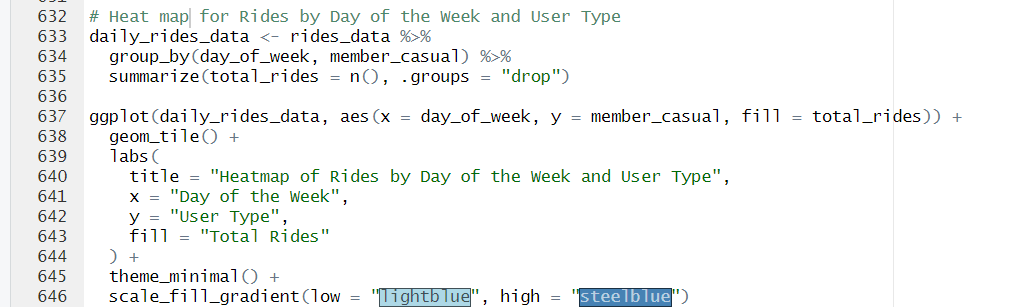 632 # Heat map for Rides by Day of the Week and User Type
633 daily_rides_data <- rides_data %>%
634   group_by(day_of_week, member_casual) %>%
635   summarize(total_rides = n(), .groups = "drop")
636
637 ggplot(daily_rides_data, aes(x = day_of_week, y = member_casual, fill = total_rides)) +
638   geom_tile() +
639   labs(
640     title = "Heatmap of Rides by Day of the Week and User Type",
641     x = "Day of the Week",
642     y = "User Type",
643     fill = "Total Rides"
644   ) +
645   theme_minimal() +
646   scale_fill_gradient(low = "lightblue", high = "steelblue")